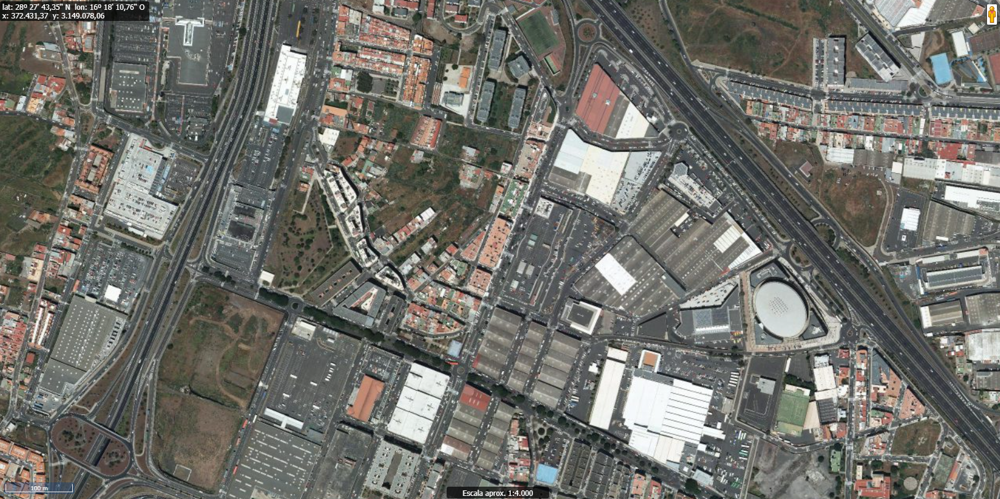 lat: 28º 27' 43,35" N  lon: 16º 18' 10,76" O
x: 372.431,37  y: 3.149.078,06
100 m
Escala aprox. 1:4.000